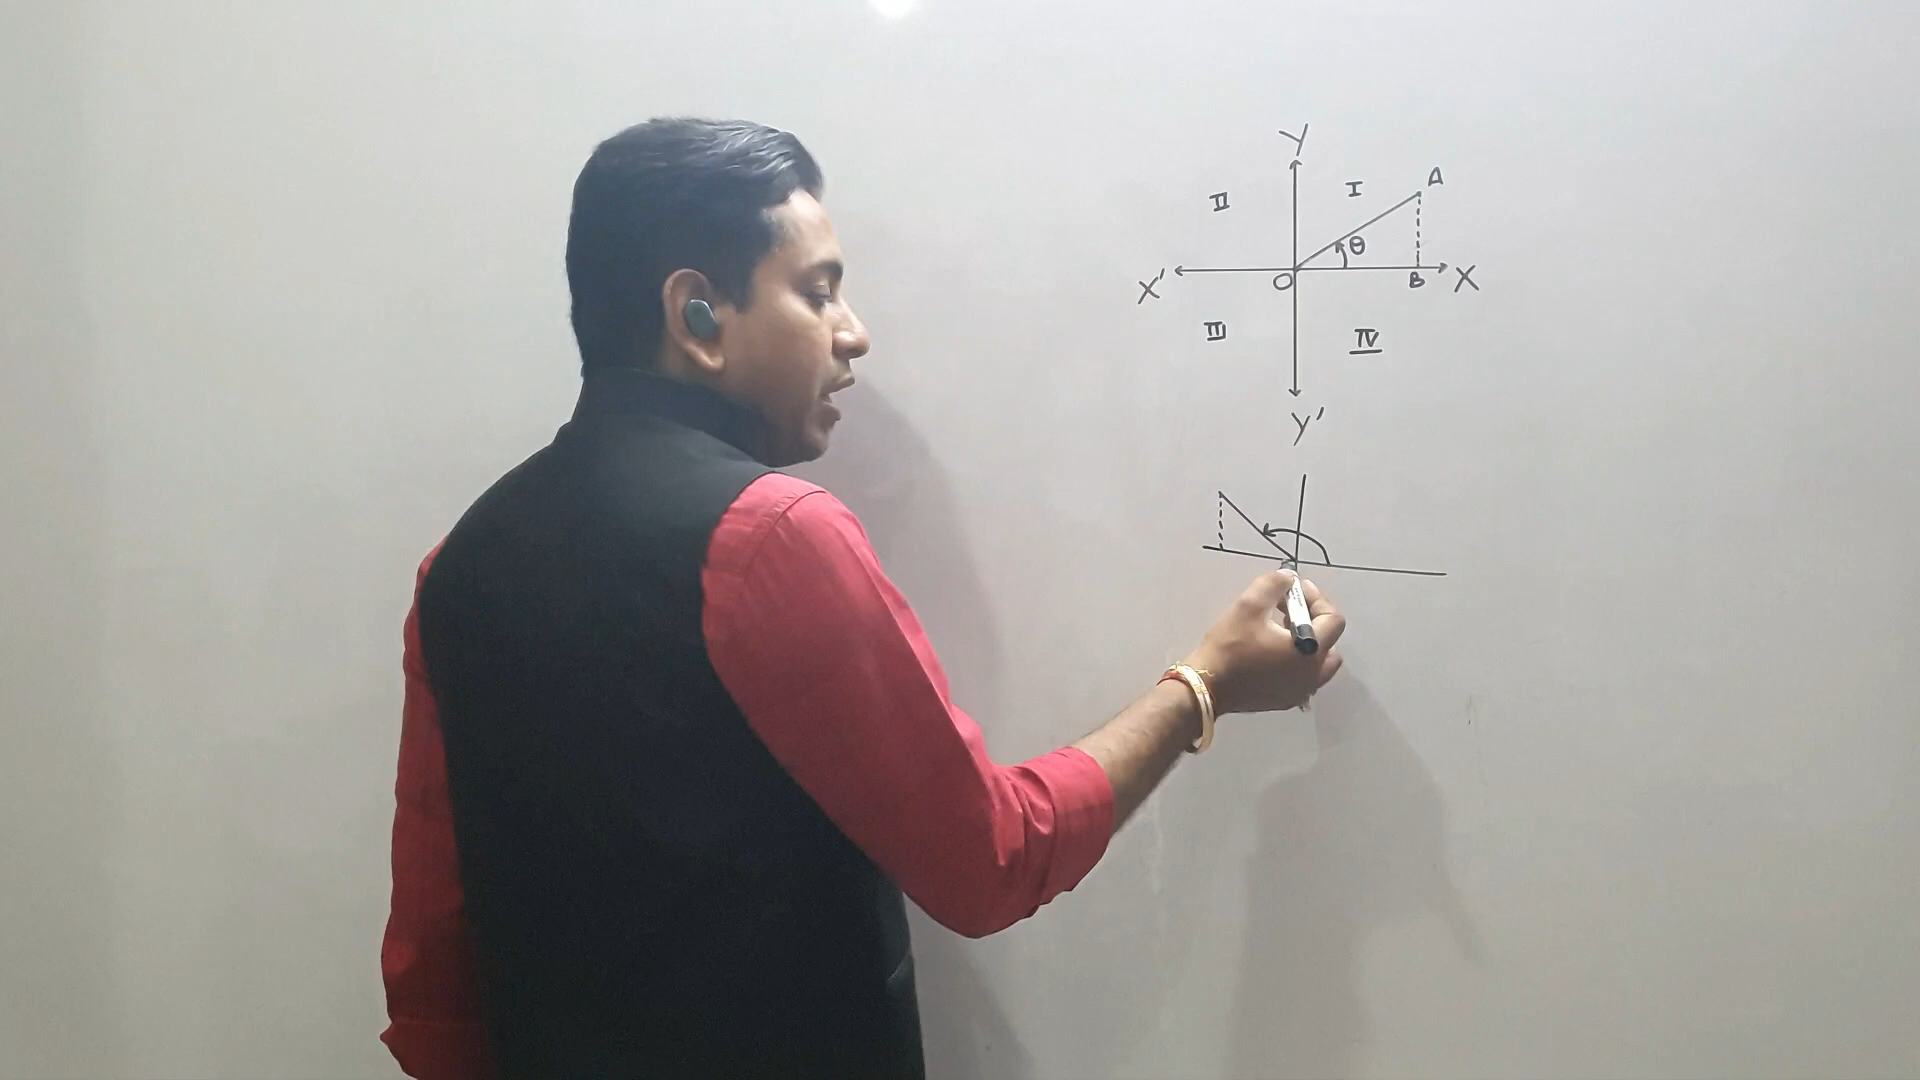 Y
II I A
θ
X' O B X
III IV
Y'